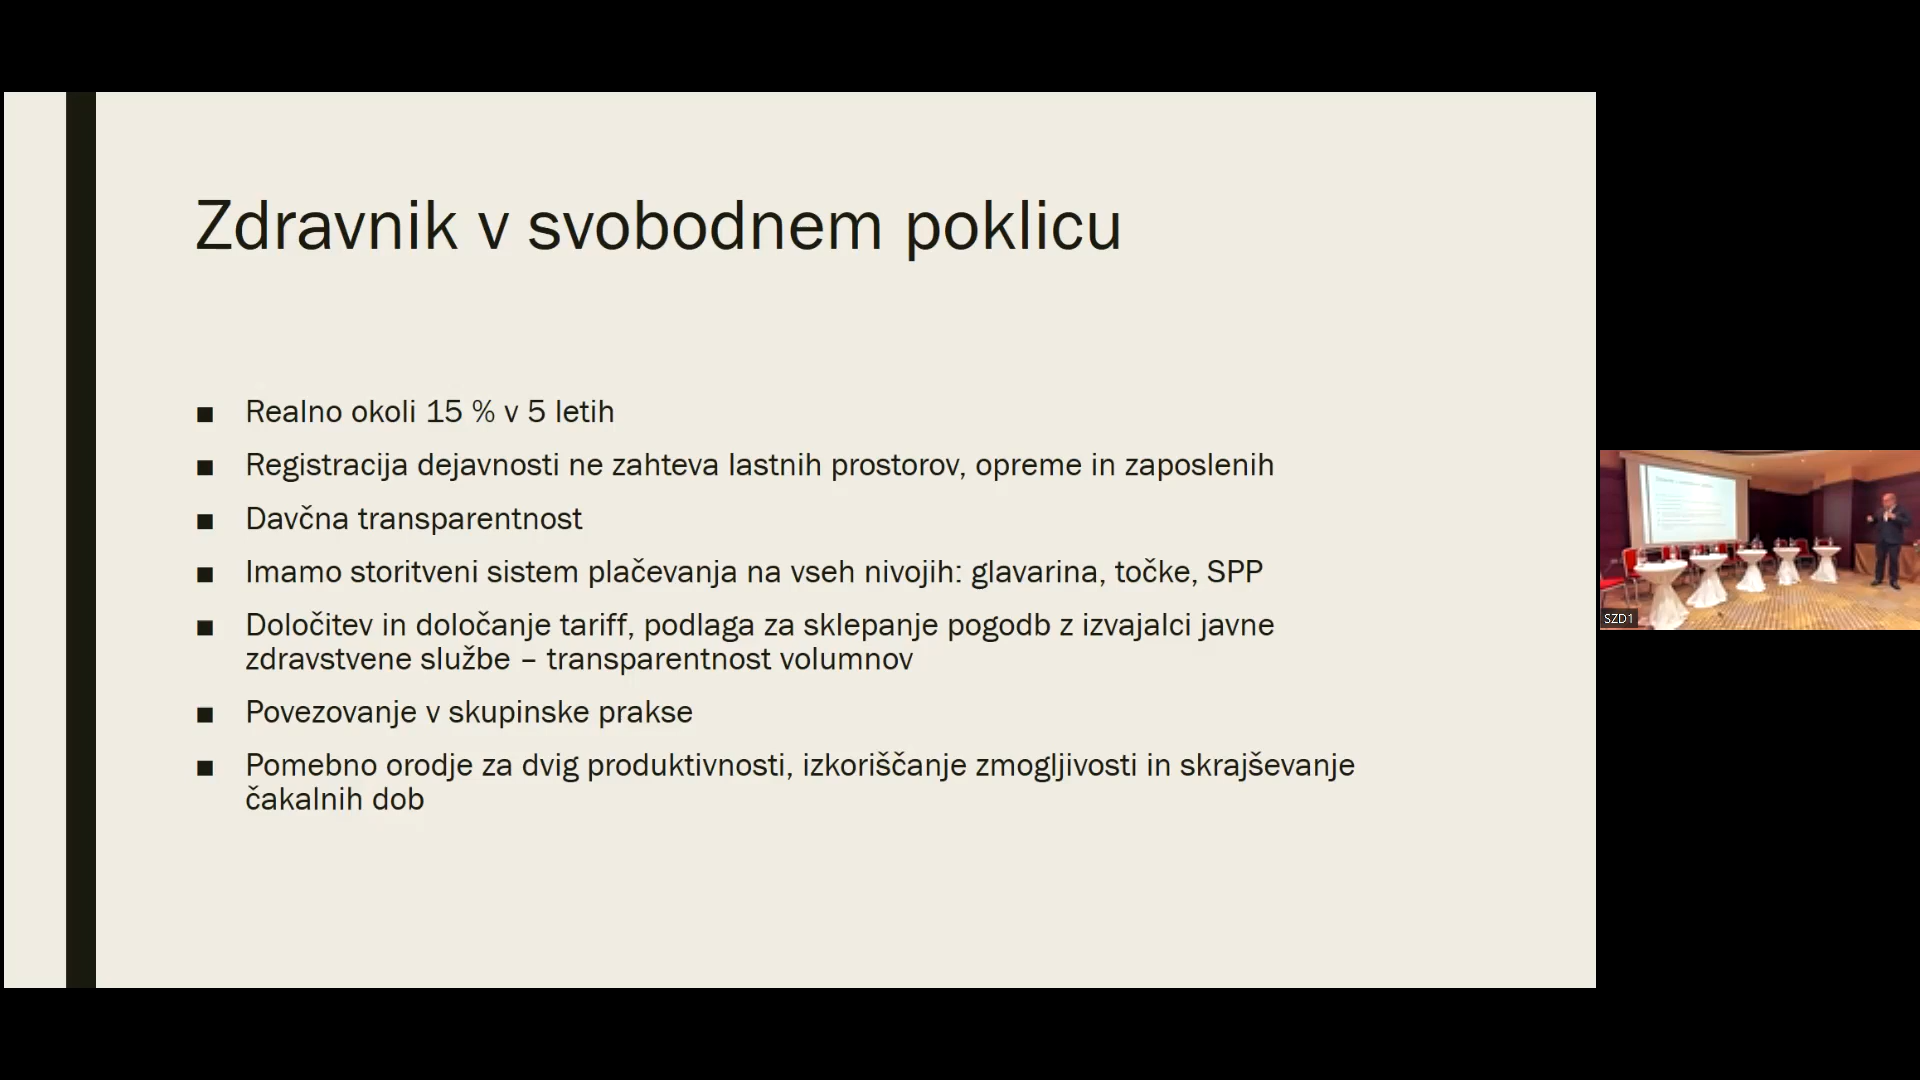 Zdravnik v svobodnem poklicu
■ Realno okoli 15 % v 5 letih
■ Registracija dejavnosti ne zahteva lastnih prostorov, opreme in zaposlenih
■ Davčna transparentnost
■ Imamo storitveni sistem plačevanja na vseh nivojih: glavarina, točke, SPP
■ Določitev in določanje tariff, podlaga za sklepanje pogodb z izvajalci javne
zdravstvene službe – transparentnost volumnov
■ Povezovanje v skupinske prakse
■ Pomebno orodje za dvig produktivnosti, izkoriščanje zmogljivosti in skrajševanje
čakalnih dob
SZD1